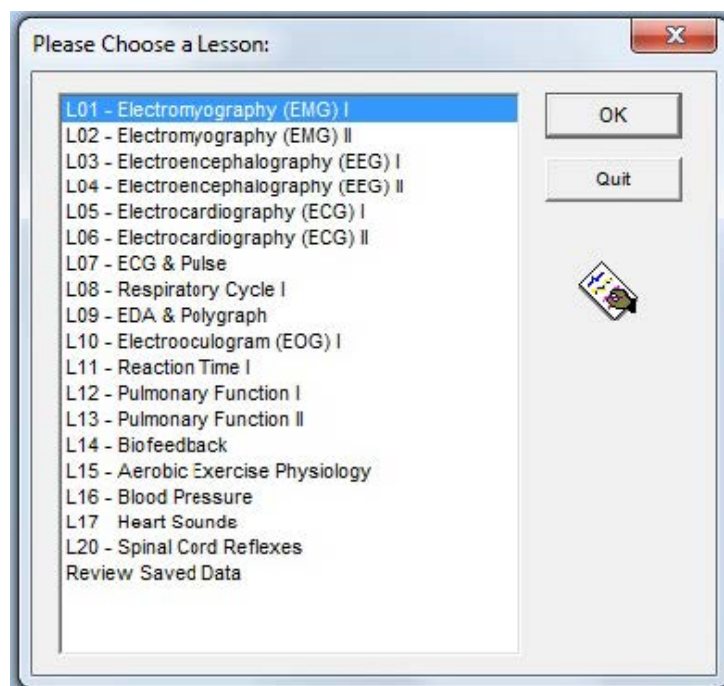 Please Choose a Lesson:
L01 - Electromyography (EMG) I
L02 - Electromyography (EMG) II
L03 - Electroencephalography (EEG) I
L04 - Electroencephalography (EEG) II
L05 - Electrocardiography (ECG) I
L06 - Electrocardiography (ECG) II
L07 - ECG & Pulse
L08 - Respiratory Cycle I
L09 - EDA & Polygraph
L10 - Electrooculogram (EOG) I
L11 - Reaction Time I
L12 - Pulmonary Function I
L13 - Pulmonary Function II
L14 - Biofeedback
L15 - Aerobic Exercise Physiology
L16 - Blood Pressure
L17 Heart Sounds
L20 - Spinal Cord Reflexes
Review Saved Data
OK
Quit